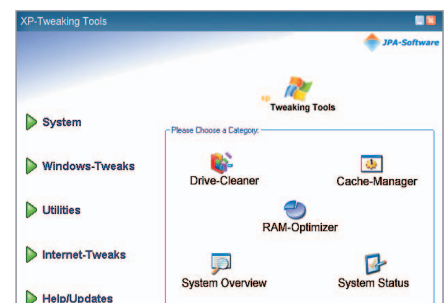 XP-Tweaking Tools
JPA-Software
xp
Tweaking Tools
System
Windows-Tweaks
Utilities
Internet-Tweaks
Help/Updates
Please Choose a Category:
Drive-Cleaner
Cache-Manager
RAM-Optimizer
System Overview
System Status